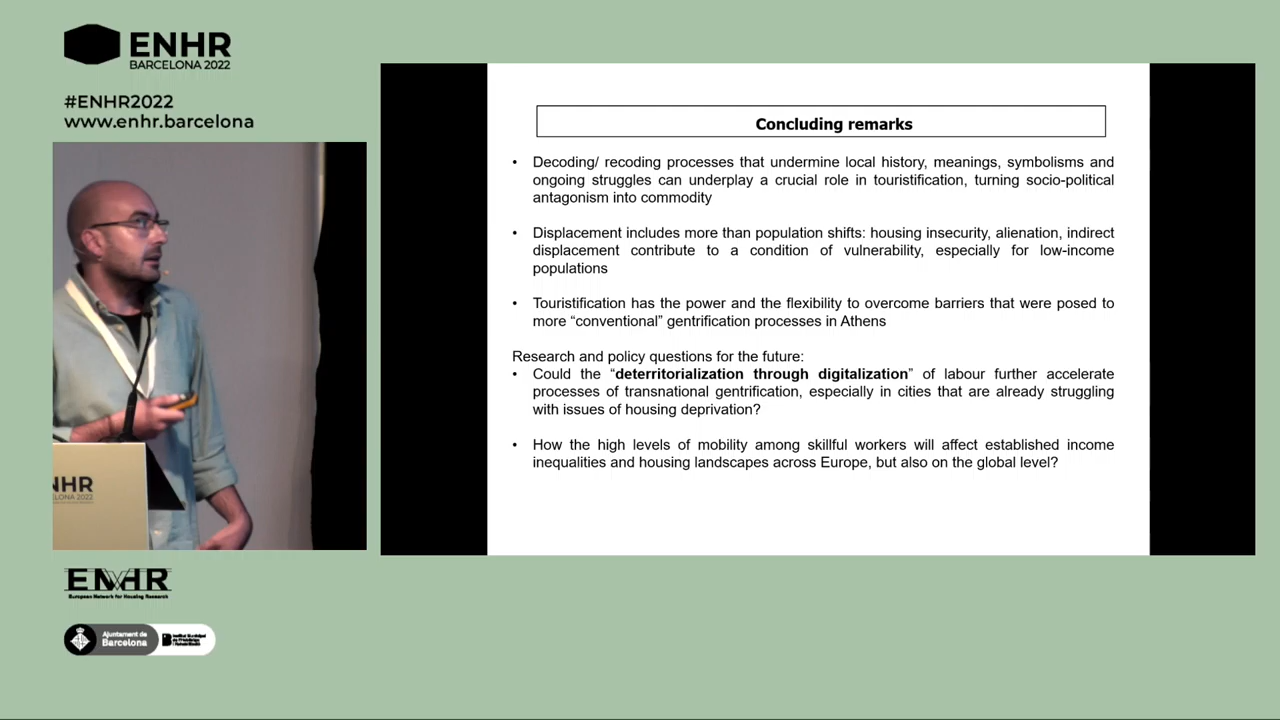 ENHR
BARCELONA 2022
#ENHR2022
www.enhr.barcelona
Concluding remarks
• Decoding/ recoding processes that undermine local history, meanings, symbolisms and
ongoing struggles can underplay a crucial role in touristification, turning socio-political
antagonism into commodity
• Displacement includes more than population shifts: housing insecurity, alienation, indirect
displacement contribute to a condition of vulnerability, especially for low-income
populations
• Touristification has the power and the flexibility to overcome barriers that were posed to
more “conventional” gentrification processes in Athens
Research and policy questions for the future:
• Could the “deterritorialization through digitalization” of labour further accelerate
processes of transnational gentrification, especially in cities that are already struggling
with issues of housing deprivation?
• How the high levels of mobility among skillful workers will affect established income
inequalities and housing landscapes across Europe, but also on the global level?
NHR
LONA 2022
ENHR
European Network for Housing Research
Ajuntament de
Barcelona